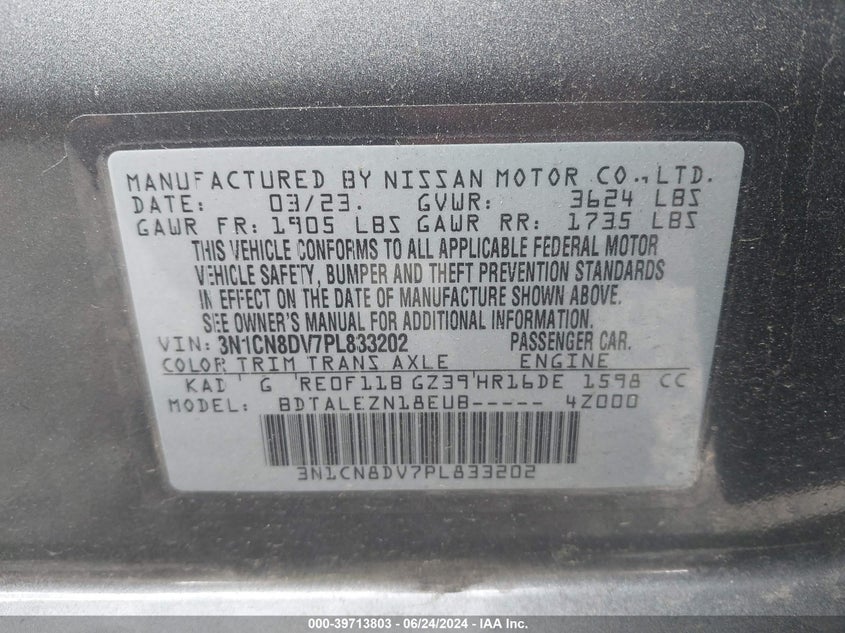 MANUFACTURED BY NISSAN MOTOR CO., LTD.
DATE: 03/23. GVWR: 3624 LBS
GAWR FR: 1905 LBS GAWR RR: 1735 LBS
THIS VEHICLE CONFORMS TO ALL APPLICABLE FEDERAL MOTOR
VEHICLE SAFETY, BUMPER AND THEFT PREVENTION STANDARDS
IN EFFECT ON THE DATE OF MANUFACTURE SHOWN ABOVE.
SEE OWNER'S MANUAL FOR ADDITIONAL INFORMATION.
VIN: 3N1CN8DV7PL833202 PASSENGER CAR.
COLOR TRIM TRANS AXLE ENGINE
KAD G RE0F11B GZ39 HR16DE 1598 CC
MODEL: BDTALEZN18EUB----- 4Z000
3N1CN8DV7PL833202
000-39713803 - 06/24/2024 - IAA Inc.